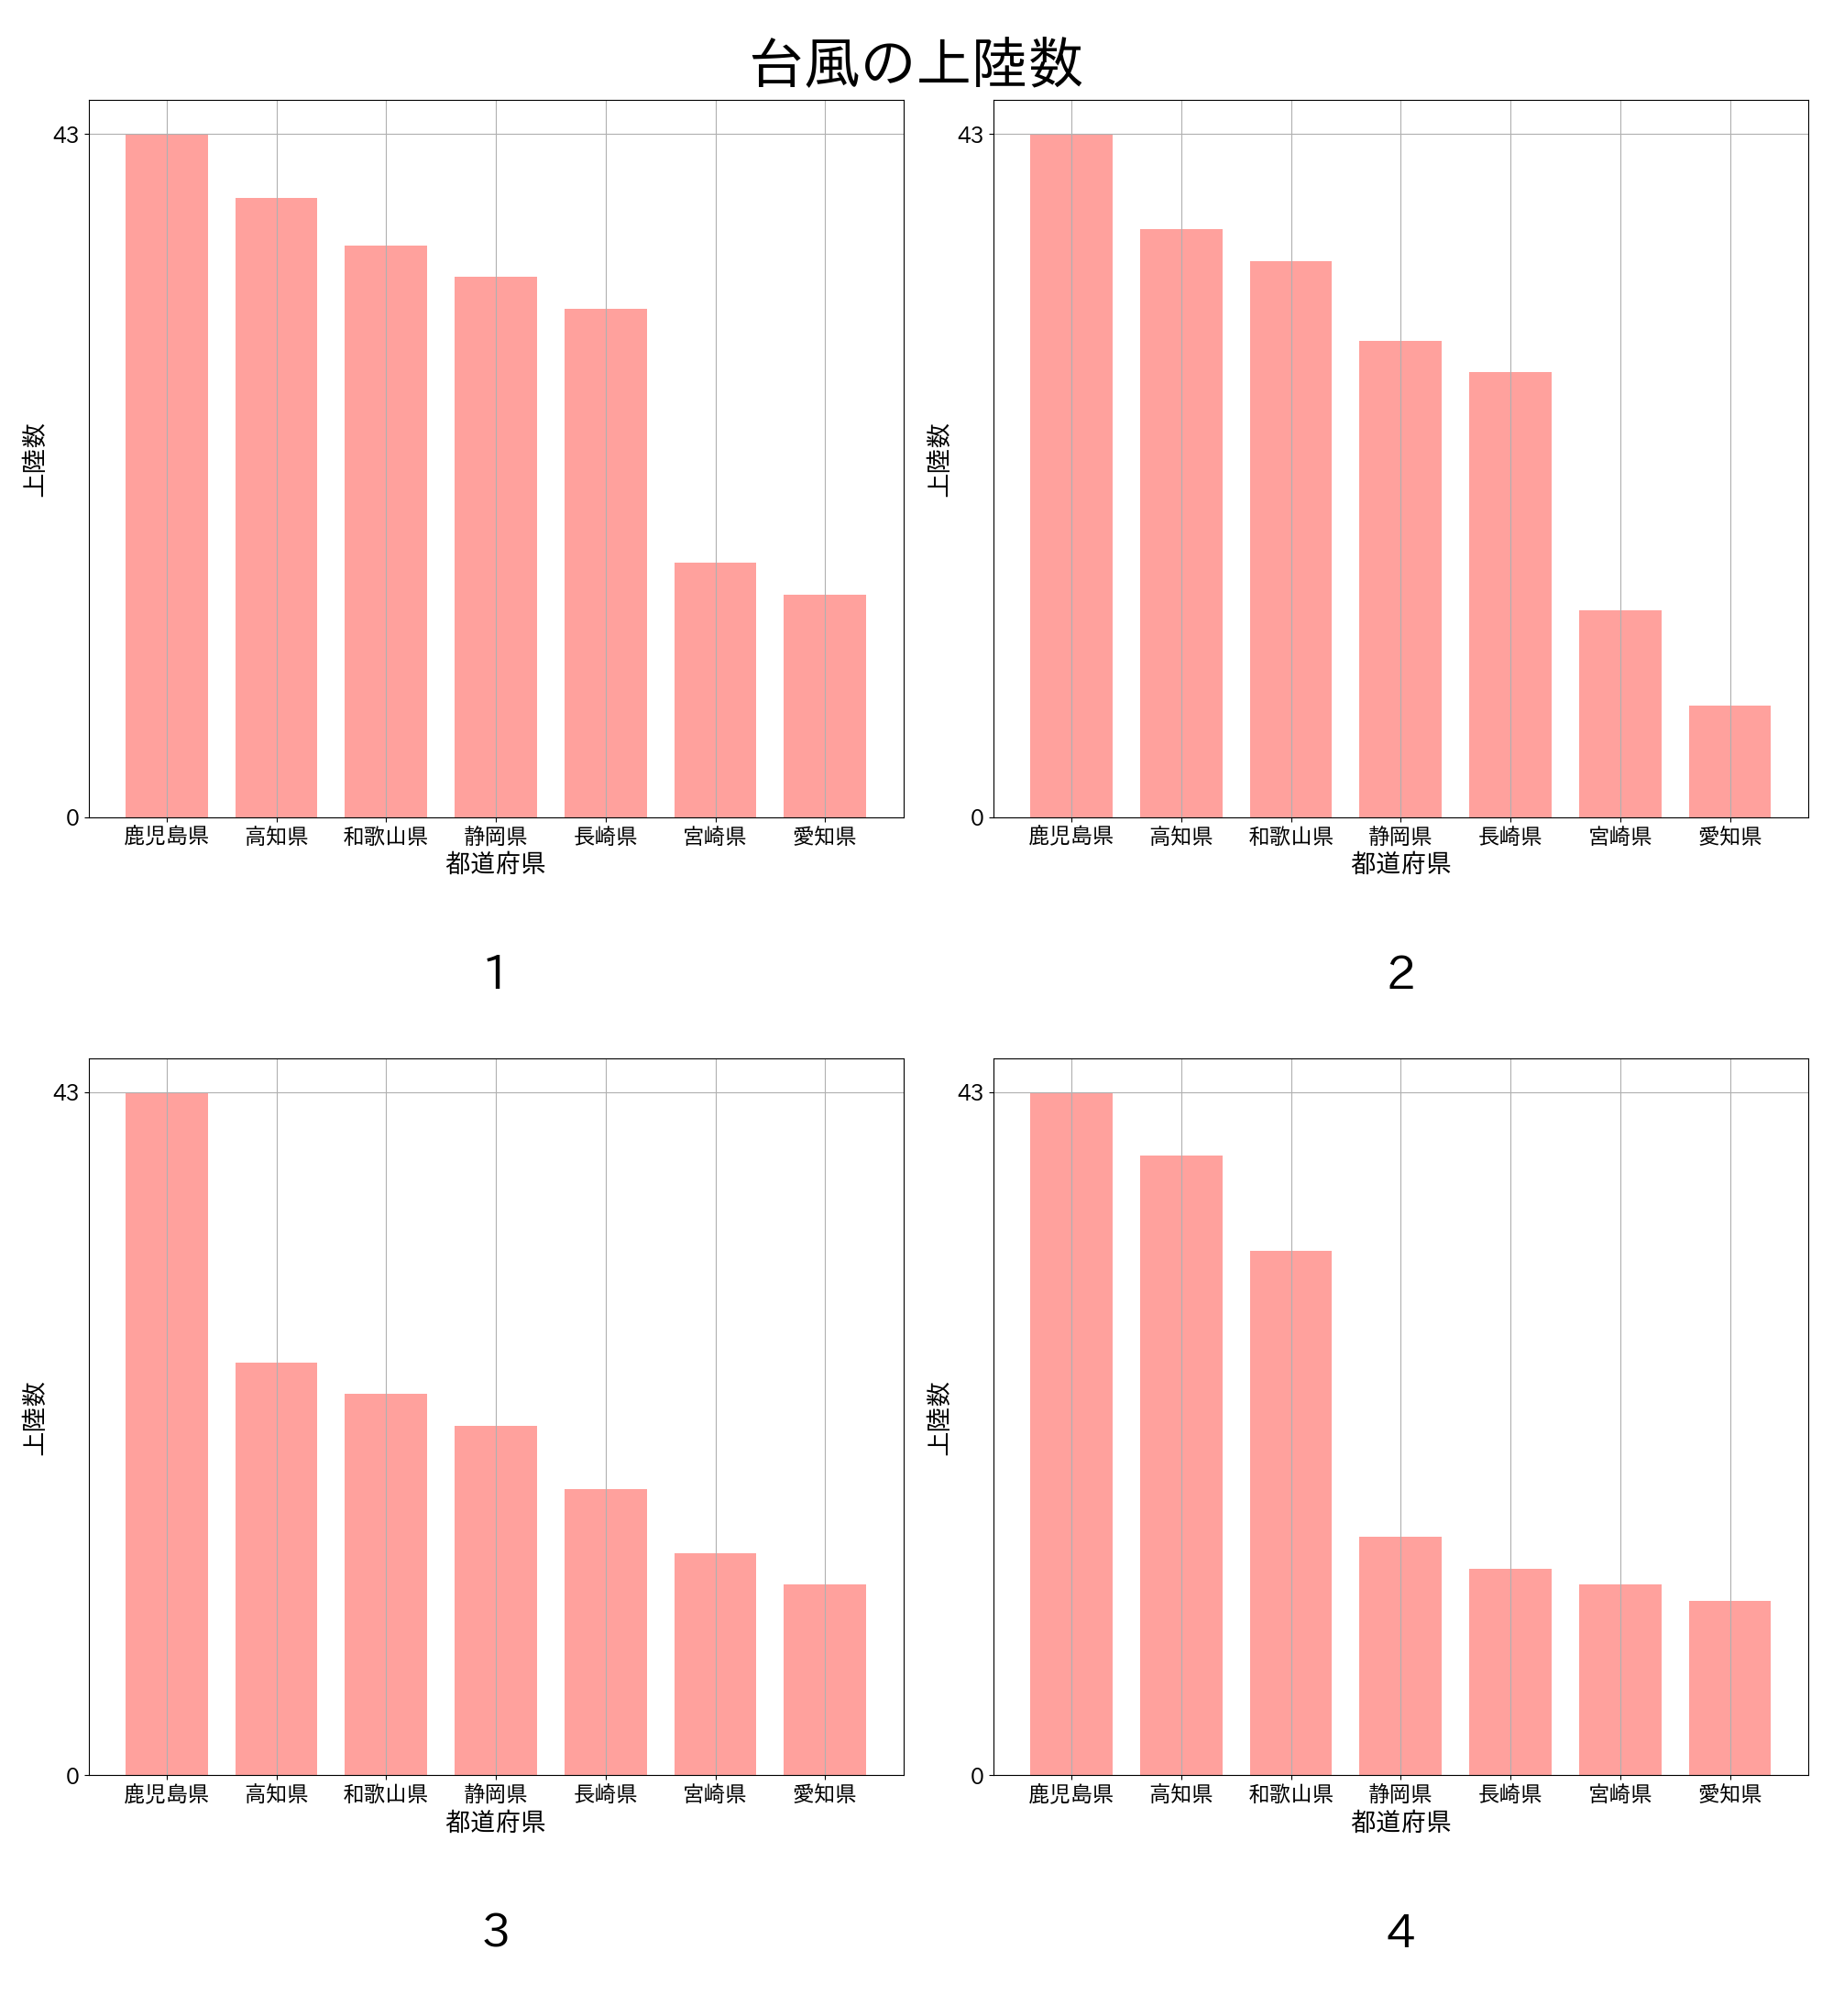 台風の上陸数
43
上陸数
0
鹿児島県 高知県 和歌山県 静岡県 長崎県 宮崎県 愛知県
都道府県
1
43
上陸数
0
鹿児島県 高知県 和歌山県 静岡県 長崎県 宮崎県 愛知県
都道府県
2
43
上陸数
0
鹿児島県 高知県 和歌山県 静岡県 長崎県 宮崎県 愛知県
都道府県
3
43
上陸数
0
鹿児島県 高知県 和歌山県 静岡県 長崎県 宮崎県 愛知県
都道府県
4